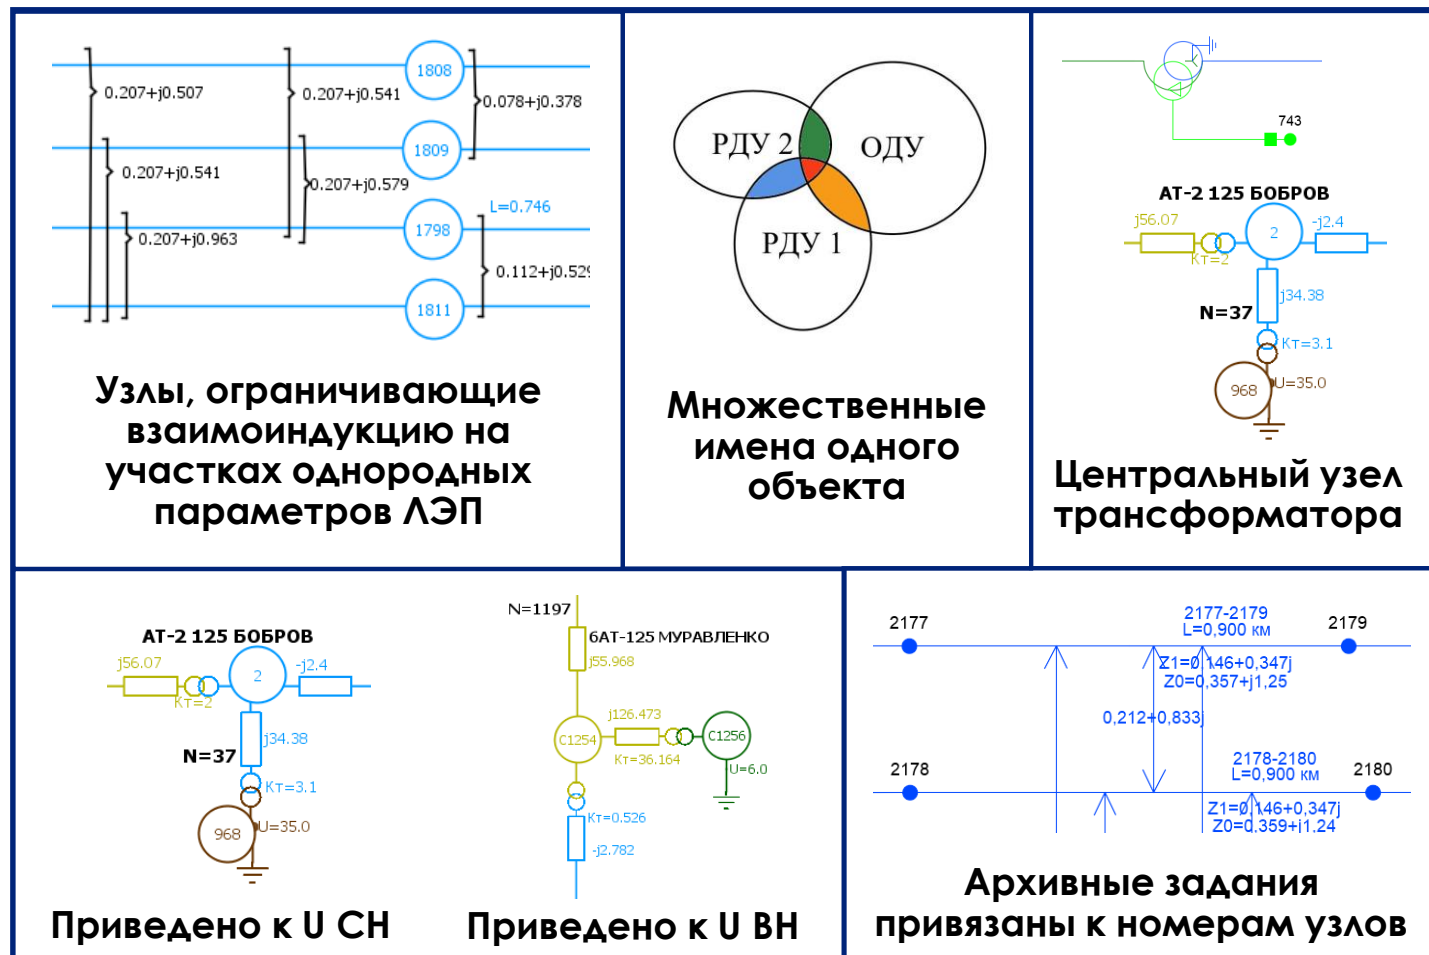 1808
0.207+j0.507
0.207+j0.541
0.078+j0.378
1809
0.207+j0.541
0.207+j0.579
L=0.746
1798
0.207+j0.963
0.112+j0.529
1811
Узлы, ограничивающие
взаимоиндукцию на
участках однородных
параметров ЛЭП
РДУ 2
ОДУ
РДУ 1
Множественные
имена одного
объекта
743
АТ-2 125 БОБРОВ
j56.07
2
-j2.4
Кт=2
j34.38
N=37
Кт=3.1
968
U=35.0
Центральный узел
трансформатора
АТ-2 125 БОБРОВ
j56.07
2
-j2.4
Кт=2
j34.38
N=37
Кт=3.1
968
U=35.0
Приведено к U СН
N=1197
6АТ-125 МУРАВЛЕНКО
j55.968
j126.473
С1254
С1256
Кт=36.164
U=6.0
Кт=0.526
-j2.782
Приведено к U ВН
2177
2177-2179
L=0,900 км
2179
Z1=0,146+0,347j
Z0=0,357+j1,25
0,212+0,833j
2178
2178-2180
L=0,900 км
2180
Z1=0,146+0,347j
Z0=0,359+j1,24
Архивные задания
привязаны к номерам узлов